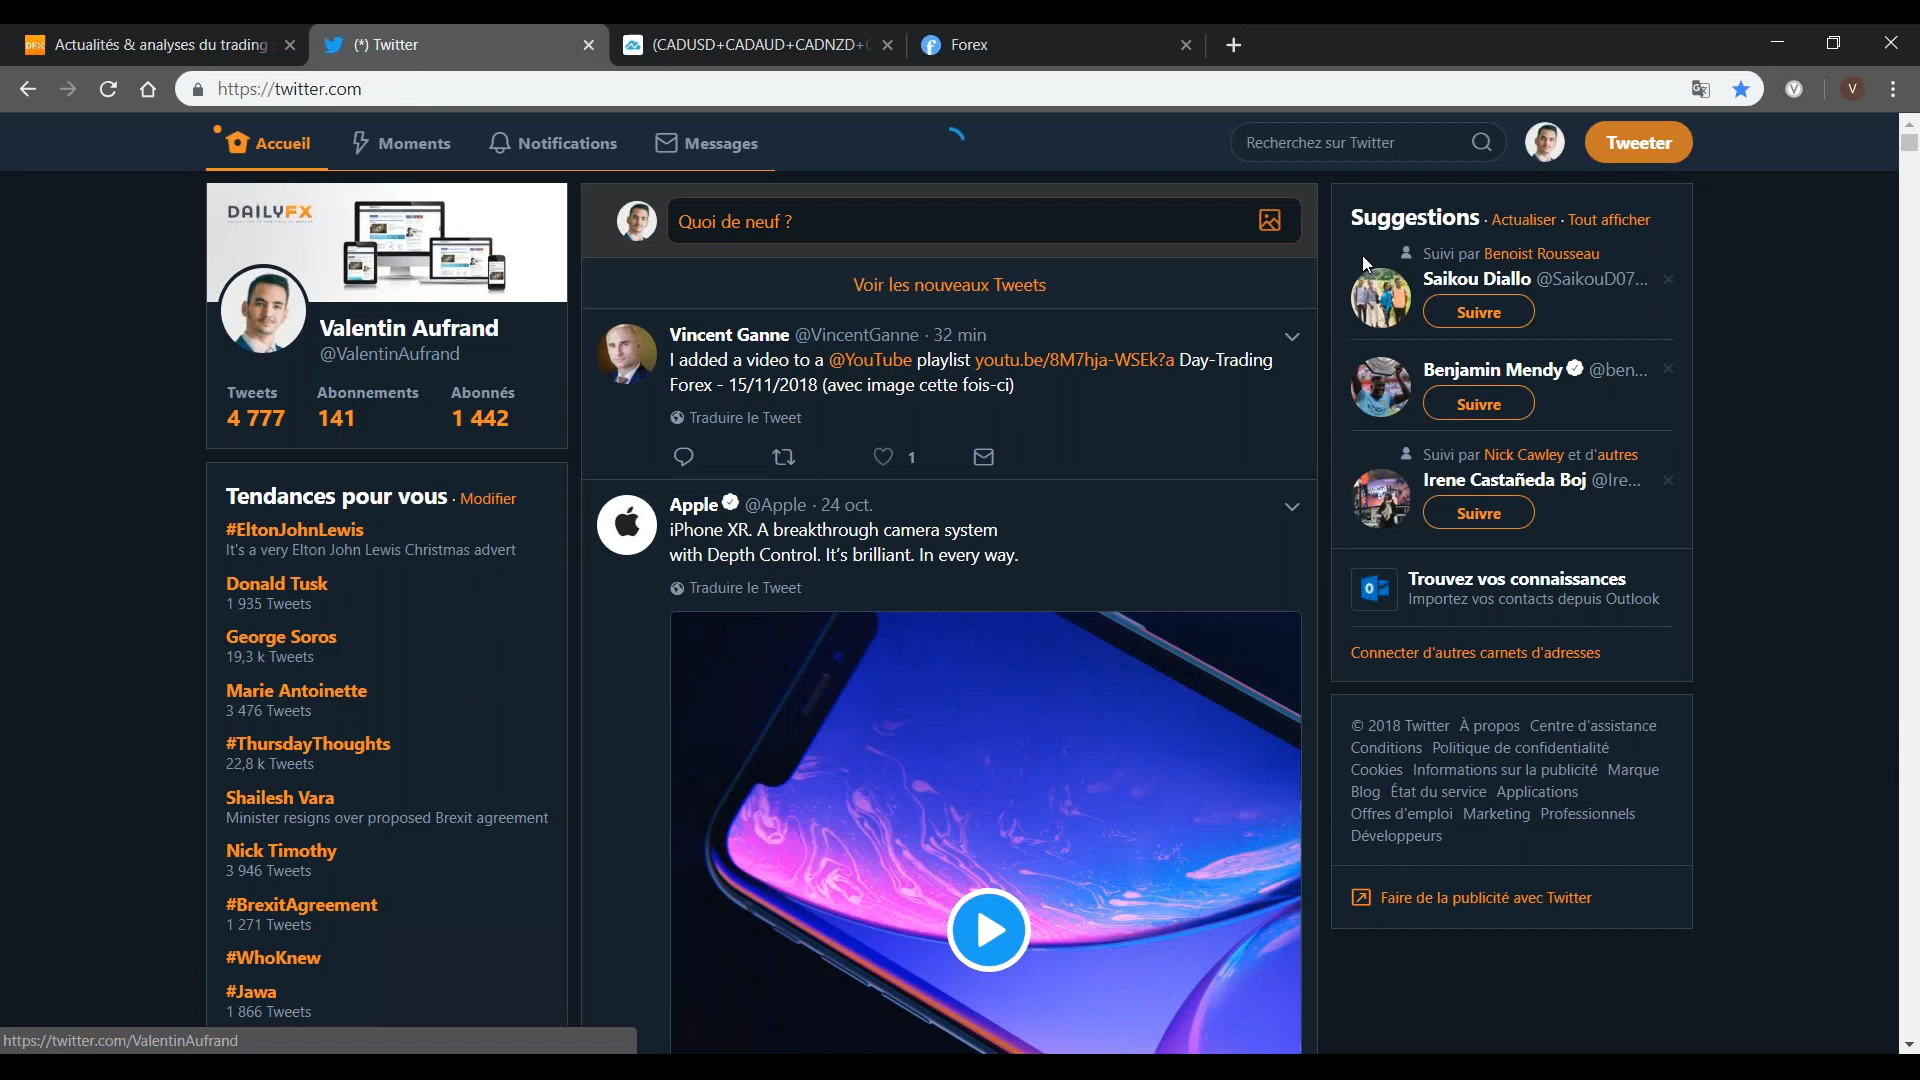 Actualités & analyses du trading
(*) Twitter
(CADUSD+CADAUD+CADNZD+
Forex
https://twitter.com
V
V
Accueil
Moments
Notifications
Messages
Recherchez sur Twitter
Tweeter
DAILYFX
Valentin Aufrand
@ValentinAufrand
Tweets Abonnements Abonnés
4 777 141 1 442
Tendances pour vous · Modifier
#EltonJohnLewis
It's a very Elton John Lewis Christmas advert
Donald Tusk
1 935 Tweets
George Soros
19,3 k Tweets
Marie Antoinette
3 476 Tweets
#ThursdayThoughts
22,8 k Tweets
Shailesh Vara
Minister resigns over proposed Brexit agreement
Nick Timothy
3 946 Tweets
#BrexitAgreement
1 271 Tweets
#WhoKnew
#Jawa
1 866 Tweets
Quoi de neuf ?
Voir les nouveaux Tweets
Vincent Ganne @VincentGanne · 32 min
I added a video to a @YouTube playlist youtu.be/8M7hja-WSEk?a Day-Trading
Forex - 15/11/2018 (avec image cette fois-ci)
Traduire le Tweet
1
Apple @Apple · 24 oct.
iPhone XR. A breakthrough camera system
with Depth Control. It's brilliant. In every way.
Traduire le Tweet
Suggestions · Actualiser · Tout afficher
Suivi par Benoist Rousseau
Saikou Diallo @SaikouD07...
Suivre
Benjamin Mendy @ben...
Suivre
Suivi par Nick Cawley et d'autres
Irene Castañeda Boj @Ire...
Suivre
Trouvez vos connaissances
Importez vos contacts depuis Outlook
Connecter d'autres carnets d'adresses
© 2018 Twitter À propos Centre d'assistance
Conditions Politique de confidentialité
Cookies Informations sur la publicité Marque
Blog État du service Applications
Offres d'emploi Marketing Professionnels
Développeurs
Faire de la publicité avec Twitter
https://twitter.com/ValentinAufrand